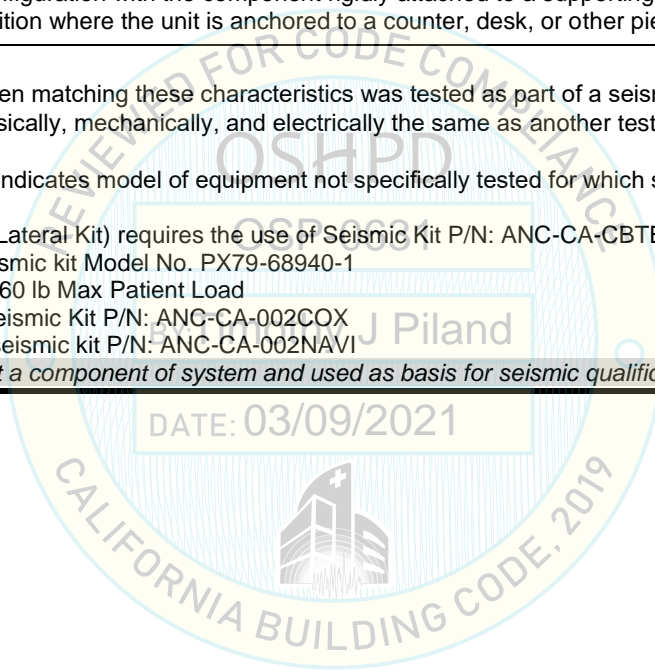 nfiguration with the component rigidly attached to a supporting
ition where the unit is anchored to a counter, desk, or other pie
en matching these characteristics was tested as part of a seism
sically, mechanically, and electrically the same as another test
indicates model of equipment not specifically tested for which s
Lateral Kit) requires the use of Seismic Kit P/N: ANC-CA-CBTE
smic kit Model No. PX79-68940-1
60 lb Max Patient Load
eismic Kit P/N: ANC-CA-002COX
seismic kit P/N: ANC-CA-002NAVI
t a component of system and used as basis for seismic qualific
REVIEWED FOR CODE COMPLIANCE
OSHPD
BY: Timothy J Piland
DATE: 03/09/2021
CALIFORNIA BUILDING CODE, 2019